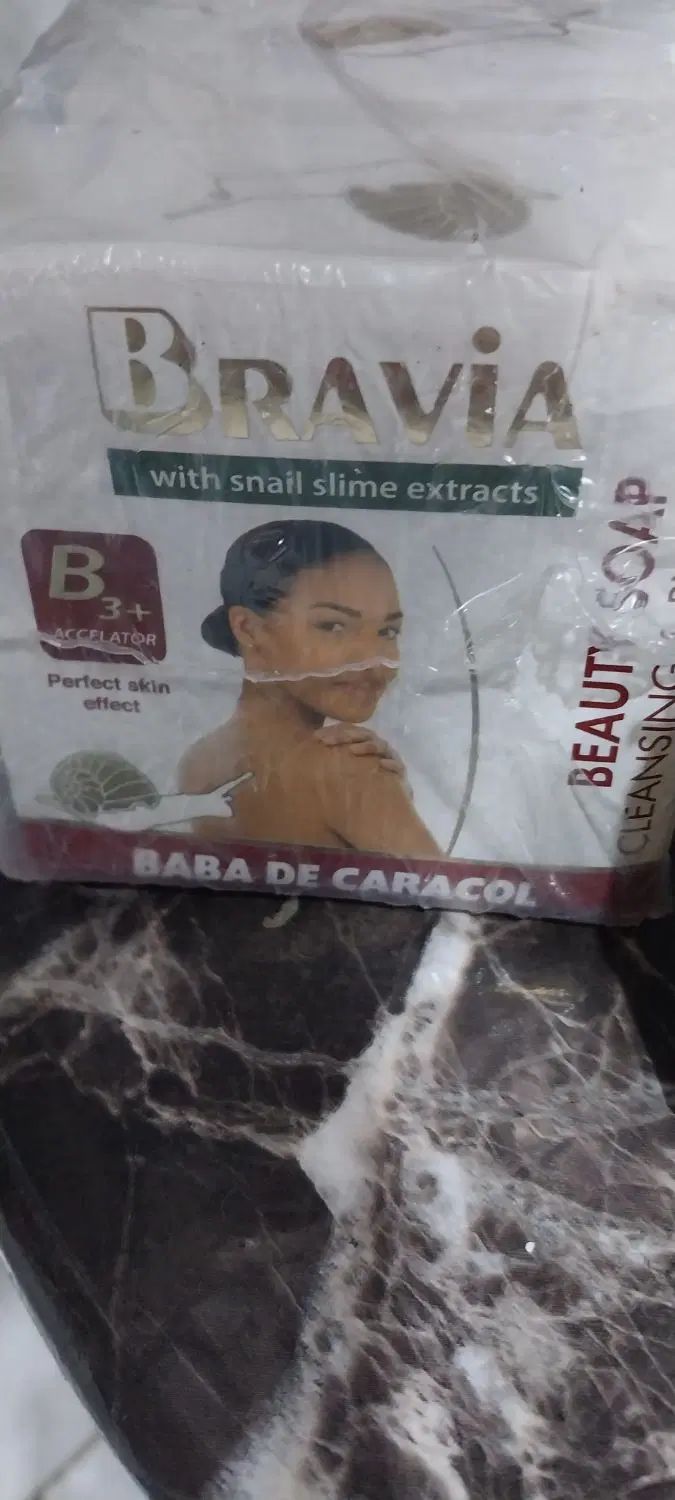 BRAViA
with snail slime extracts
B
3+
ACCELATOR
Perfect skin
effect
BABA DE CARACOL
BEAUTY SOAP
CLEANSING &